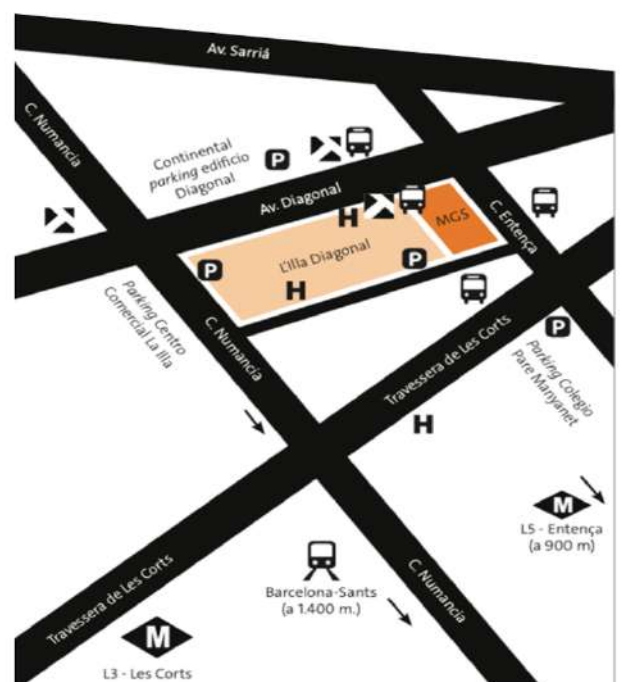 Av. Sarriá
C. Numancia
Continental
parking edificio
Diagonal
P
Av. Diagonal
H
MGS
C. Entença
L'Illa Diagonal
P
P
H
Parking Centro
Comercial La Illa
C. Numancia
Travessera de Les Corts
P
Parking Colegio
Pare Manyanet
H
M
L5 - Entença
(a 900 m)
Barcelona-Sants
(a 1.400 m.)
C. Numancia
Travessera de Les Corts
M
L3 - Les Corts